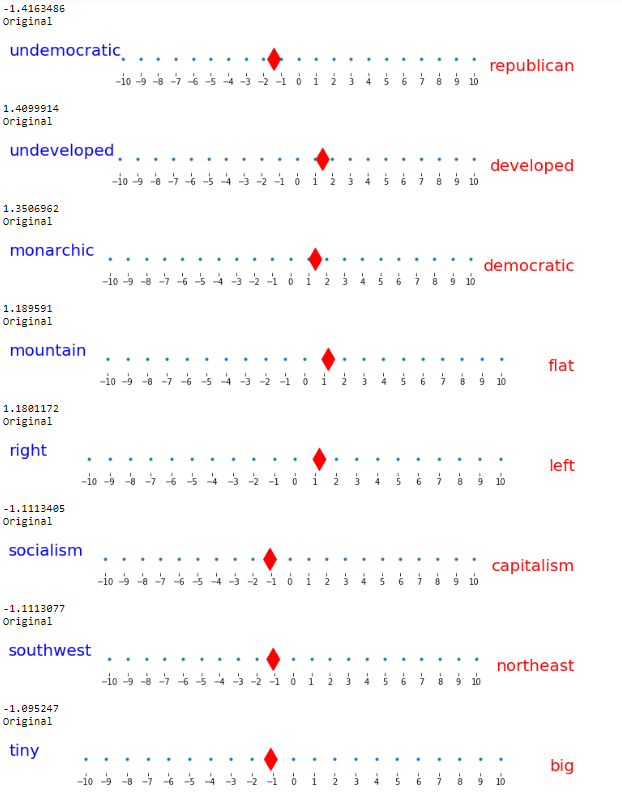 -1.4163486
Original
undemocratic
republican
−10 −9 −8 −7 −6 −5 −4 −3 −2 −1 0 1 2 3 4 5 6 7 8 9 10
1.4099914
Original
undeveloped
developed
−10 −9 −8 −7 −6 −5 −4 −3 −2 −1 0 1 2 3 4 5 6 7 8 9 10
1.3506962
Original
monarchic
democratic
−10 −9 −8 −7 −6 −5 −4 −3 −2 −1 0 1 2 3 4 5 6 7 8 9 10
1.189591
Original
mountain
flat
−10 −9 −8 −7 −6 −5 −4 −3 −2 −1 0 1 2 3 4 5 6 7 8 9 10
1.1801172
Original
right
left
−10 −9 −8 −7 −6 −5 −4 −3 −2 −1 0 1 2 3 4 5 6 7 8 9 10
-1.1113405
Original
socialism
capitalism
−10 −9 −8 −7 −6 −5 −4 −3 −2 −1 0 1 2 3 4 5 6 7 8 9 10
-1.1113077
Original
southwest
northeast
−10 −9 −8 −7 −6 −5 −4 −3 −2 −1 0 1 2 3 4 5 6 7 8 9 10
-1.095247
Original
tiny
big
−10 −9 −8 −7 −6 −5 −4 −3 −2 −1 0 1 2 3 4 5 6 7 8 9 10